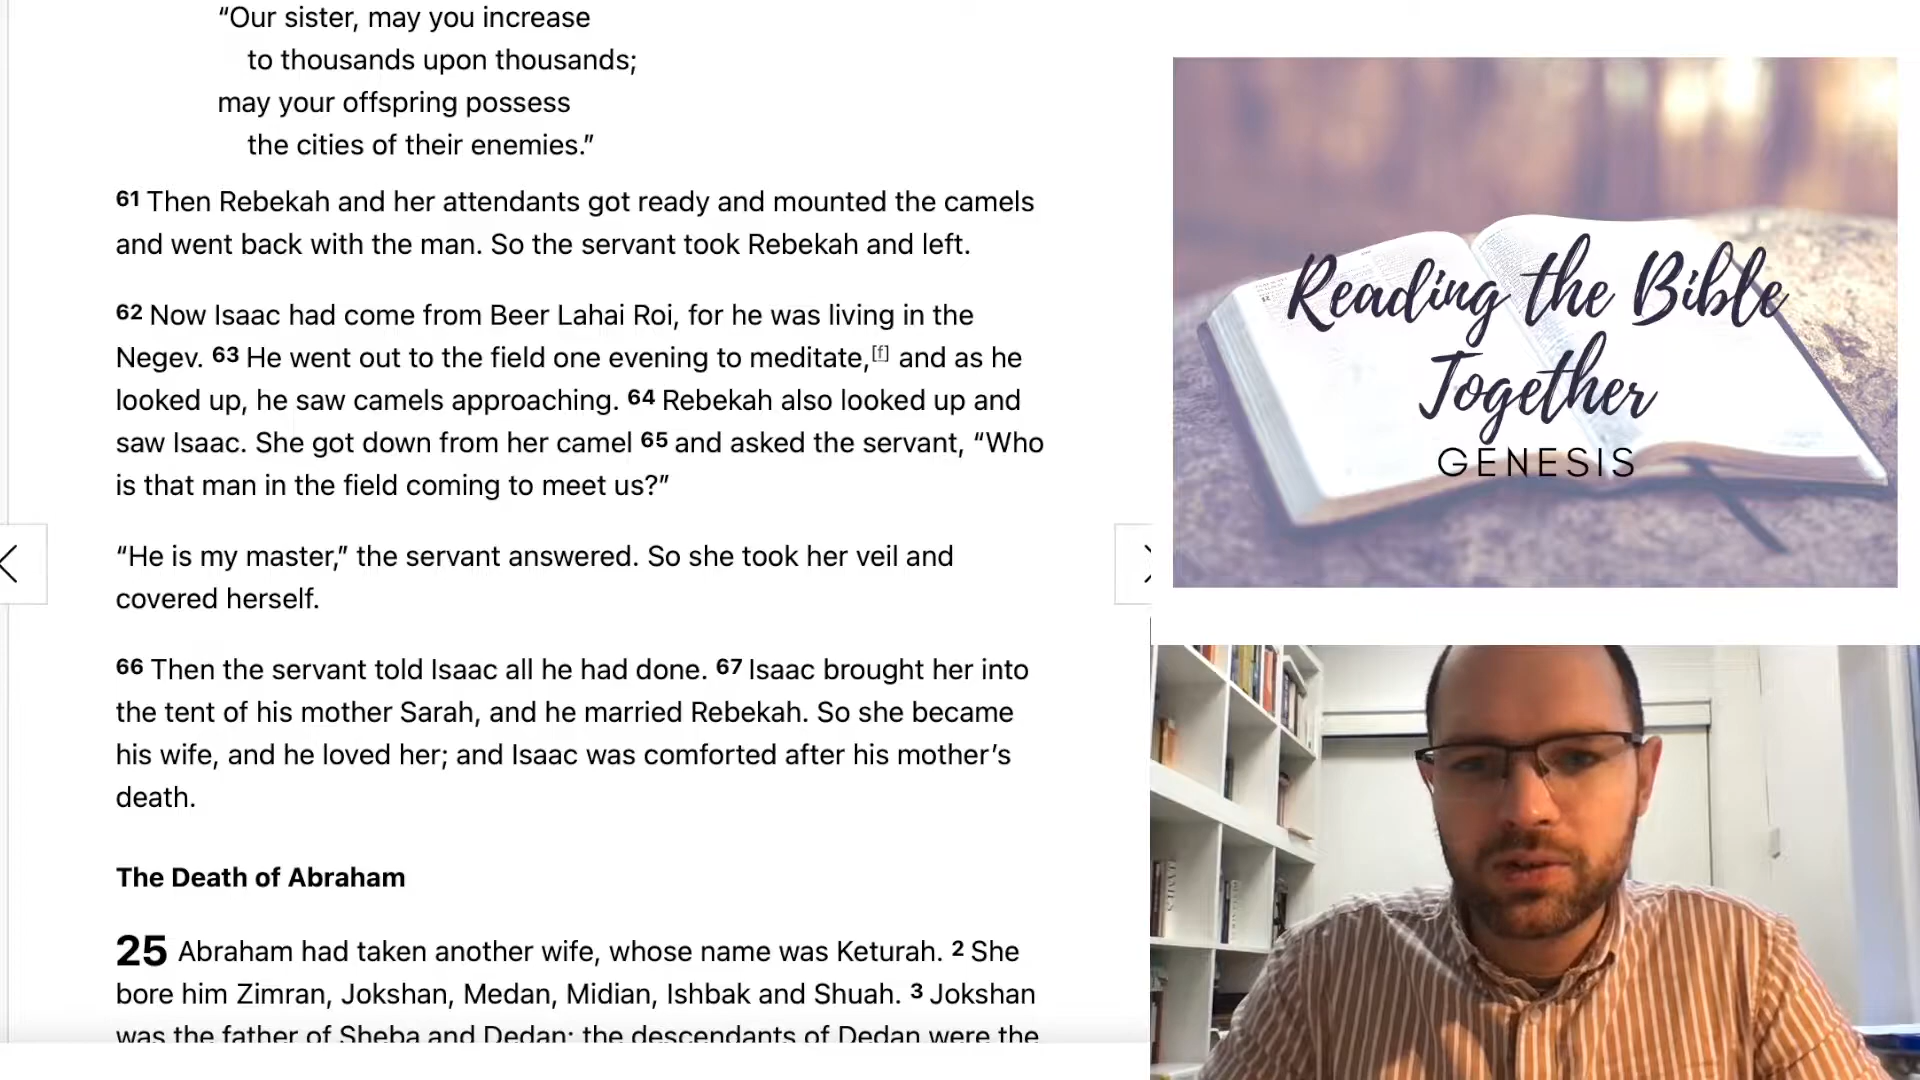 “Our sister, may you increase
to thousands upon thousands;
may your offspring possess
the cities of their enemies.”
61 Then Rebekah and her attendants got ready and mounted the camels
and went back with the man. So the servant took Rebekah and left.
62 Now Isaac had come from Beer Lahai Roi, for he was living in the
Negev. 63 He went out to the field one evening to meditate,[f] and as he
looked up, he saw camels approaching. 64 Rebekah also looked up and
saw Isaac. She got down from her camel 65 and asked the servant, “Who
is that man in the field coming to meet us?”
“He is my master,” the servant answered. So she took her veil and
covered herself.
66 Then the servant told Isaac all he had done. 67 Isaac brought her into
the tent of his mother Sarah, and he married Rebekah. So she became
his wife, and he loved her; and Isaac was comforted after his mother’s
death.
The Death of Abraham
25 Abraham had taken another wife, whose name was Keturah. 2 She
bore him Zimran, Jokshan, Medan, Midian, Ishbak and Shuah. 3 Jokshan
was the father of Sheba and Dedan; the descendants of Dedan were the
Reading the Bible
Together
GENESIS